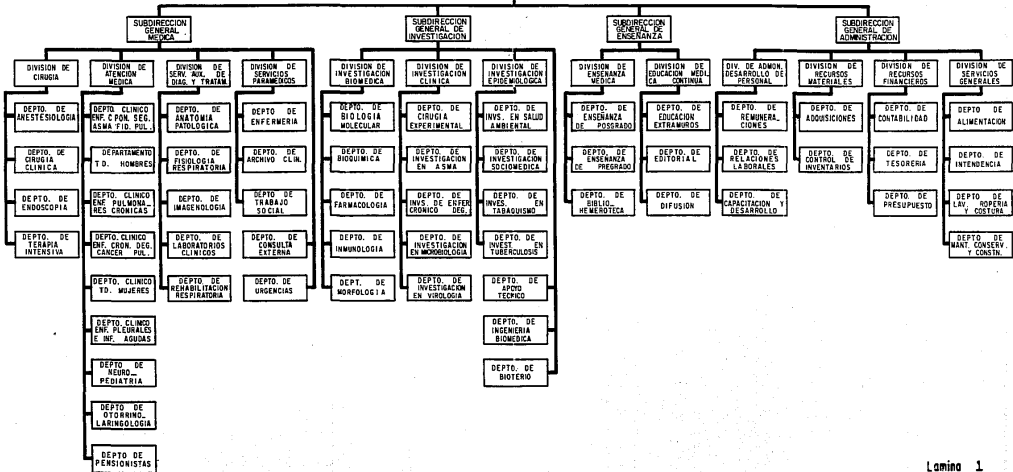 SUBDIRECCION
GENERAL
MEDICA
SUBDIRECCION
GENERAL DE
INVESTIGACION
SUBDIRECCION
GENERAL DE
ENSEÑANZA
SUBDIRECCION
GENERAL DE
ADMINISTRACION
DIVISION DE
CIRUGIA
DEPTO. DE
ANESTESIOLOGIA
DEPTO. DE
CIRUGIA
CLINICA
DEPTO. DE
ENDOSCOPIA
DEPTO. DE
TERAPIA
INTENSIVA
DIVISION DE
ATENCION
MEDICA
DEPTO. CLINICO
ENF. C PON. SEG.
ASMA FID. PUL.
DEPARTAMENTO
TD. HOMBRES
DEPTO. CLINICO
ENF. PULMONA_
RES CRONICAS
DEPTO. CLINICO
ENF. CRON. DEG.
CANCER PUL.
DEPTO. CLINICO
TD. MUJERES
DEPTO. CLINICO
ENF. PLEURALES
E INF. AGUDAS
DEPTO DE
NEURO_
PEDIATRIA
DEPTO DE
OTORRINO_
LARINGOLOGIA
DEPTO DE
PENSIONISTAS
DIVISION DE
SERV. AUX. DE
DIAG. Y TRATAM.
DEPTO. DE
ANATOMIA
PATOLOGICA
DEPTO. DE
FISIOLOGIA
RESPIRATORIA
DEPTO. DE
IMAGENOLOGIA
DEPTO. DE
LABORATORIOS
CLINICOS
DEPTO. DE
REHABILITACION
RESPIRATORIA
DIVISION DE
SERVICIOS
PARAMEDICOS
DEPTO DE
ENFERMERIA
DEPTO. DE
ARCHIVO CLIN.
DEPTO DE
TRABAJO
SOCIAL
DEPTO. DE
CONSULTA
EXTERNA
DEPTO. DE
URGENCIAS
DIVISION DE
INVESTIGACION
BIOMEDICA
DEPTO. DE
BIOLOGIA
MOLECULAR
DEPTO. DE
BIOQUIMICA
DEPTO. DE
FARMACOLOGIA
DEPTO. DE
INMUNOLOGIA
DEPT. DE
MORFOLOGIA
DIVISION DE
INVESTIGACION
CLINICA
DEPTO. DE
CIRUGIA
EXPERIMENTAL
DEPTO. DE
INVESTIGACION
EN ASMA
DEPTO. DE
INVS. DE ENFER.
CRONICO DEG.
DEPTO. DE
INVESTIGACION
EN MICROBIOLOGIA
DEPTO. DE
INVESTIGACION
EN VIROLOGIA
DIVISION DE
INVESTIGACION
EPIDEMIOLOGICA
DEPTO. DE
INVS. EN SALUD
AMBIENTAL
DEPTO. DE
INVESTIGACION
SOCIOMEDICA
DEPTO. DE
INVES. EN
TABAQUISMO
DEPTO. DE
INVEST. EN
TUBERCULOSIS
DEPTO. DE
APOYO
TECNICO
DEPTO. DE
INGENIERIA
BIOMEDICA
DEPTO. DE
BIOTERIO
DIVISION DE
ENSEÑANZA
MEDICA
DEPTO. DE
ENSEÑANZA
DE POSGRADO
DEPTO. DE
ENSEÑANZA
DE PREGRADO
DEPTO. DE
BIBLIO_
HEMEROTECA
DIVISION DE
EDUCACION MEDI_
CA CONTINUA
DEPTO. DE
EDUCACION
EXTRAMUROS
DEPTO. DE
EDITORIAL
DEPTO. DE
DIFUSION
DIV. DE ADMON.
DESARROLLO DE
PERSONAL
DEPTO. DE
REMUNERA_
CIONES
DEPTO. DE
RELACIONES
LABORALES
DEPTO. DE
CAPACITACION Y
DESARROLLO
DIVISION DE
RECURSOS
MATERIALES
DEPTO. DE
ADQUISICIONES
DEPTO. DE
CONTROL DE
INVENTARIOS
DIVISION DE
RECURSOS
FINANCIEROS
DEPTO. DE
CONTABILIDAD
DEPTO. DE
TESORERIA
DEPTO. DE
PRESUPUESTO
DIVISION DE
SERVICIOS
GENERALES
DEPTO DE
ALIMENTACION
DEPTO. DE
INTENDENCIA
DEPTO. DE
LAV. ROPERIA
Y COSTURA
DEPTO. DE
MANT. CONSERV.
Y CONSTN.
Lamina 1